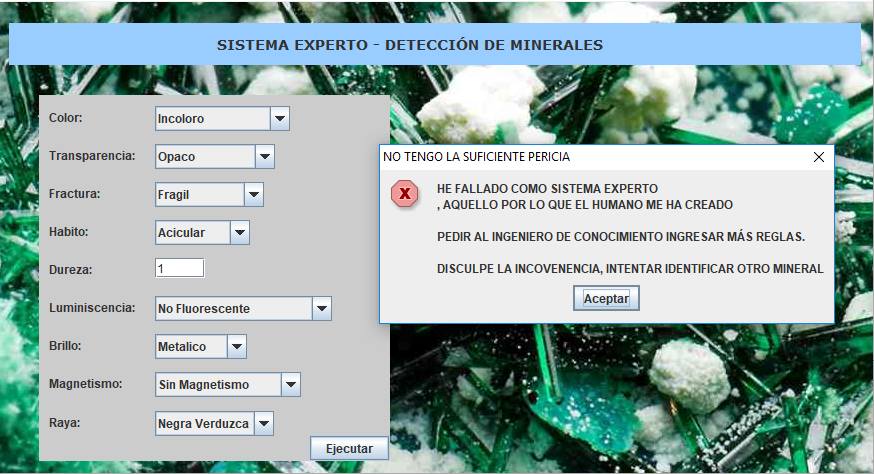 SISTEMA EXPERTO - DETECCIÓN DE MINERALES
Color: Incoloro
Transparencia: Opaco
Fractura: Fragil
Habito: Acicular
Dureza: 1
Luminiscencia: No Fluorescente
Brillo: Metalico
Magnetismo: Sin Magnetismo
Raya: Negra Verduzca
Ejecutar
NO TENGO LA SUFICIENTE PERICIA
HE FALLADO COMO SISTEMA EXPERTO
, AQUELLO POR LO QUE EL HUMANO ME HA CREADO
PEDIR AL INGENIERO DE CONOCIMIENTO INGRESAR MÁS REGLAS.
DISCULPE LA INCOVENENCIA, INTENTAR IDENTIFICAR OTRO MINERAL
Aceptar